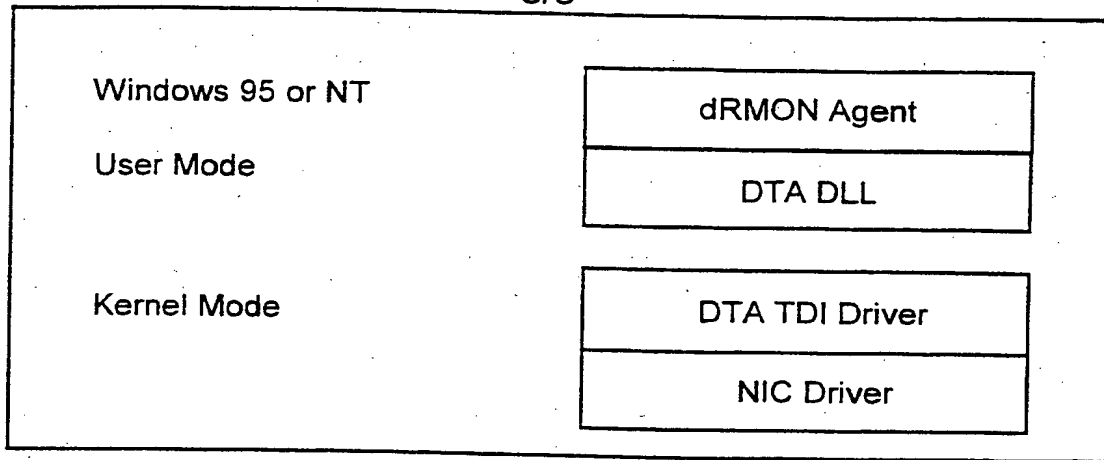 Windows 95 or NT
dRMON Agent
User Mode
DTA DLL
Kernel Mode
DTA TDI Driver
NIC Driver